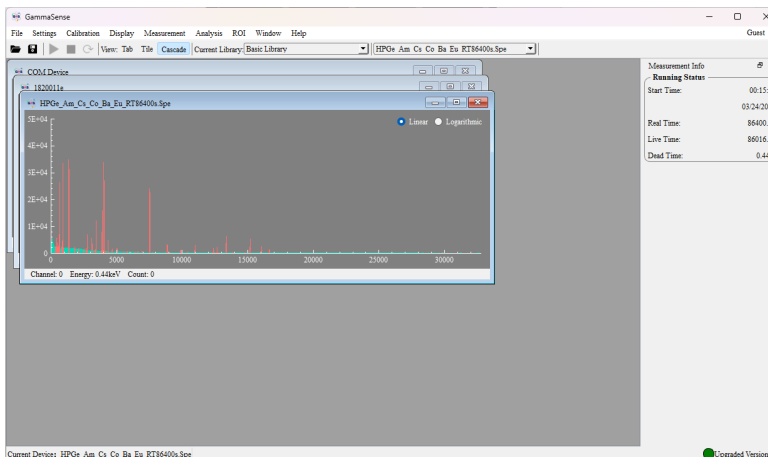 GammaSense
File Settings Calibration Display Measurement Analysis ROI Window Help Guest
View: Tab Tile Cascade Current Library: Basic Library HPGe_Am_Cs_Co_Ba_Eu_RT86400s.Spe
COM Device
1820011e
HPGe_Am_Cs_Co_Ba_Eu_RT86400s.Spe
Linear Logarithmic
5E+04
4E+04
3E+04
2E+04
1E+04
0
0 5000 10000 15000 20000 25000 30000
Channel: 0 Energy: 0.44keV Count: 0
Measurement Info
Running Status
Start Time: 00:15:
03/24/20
Real Time: 86400.
Live Time: 86016.
Dead Time: 0.44
Current Device: HPGe_Am_Cs_Co_Ba_Eu_RT86400s.Spe
Upgraded Version